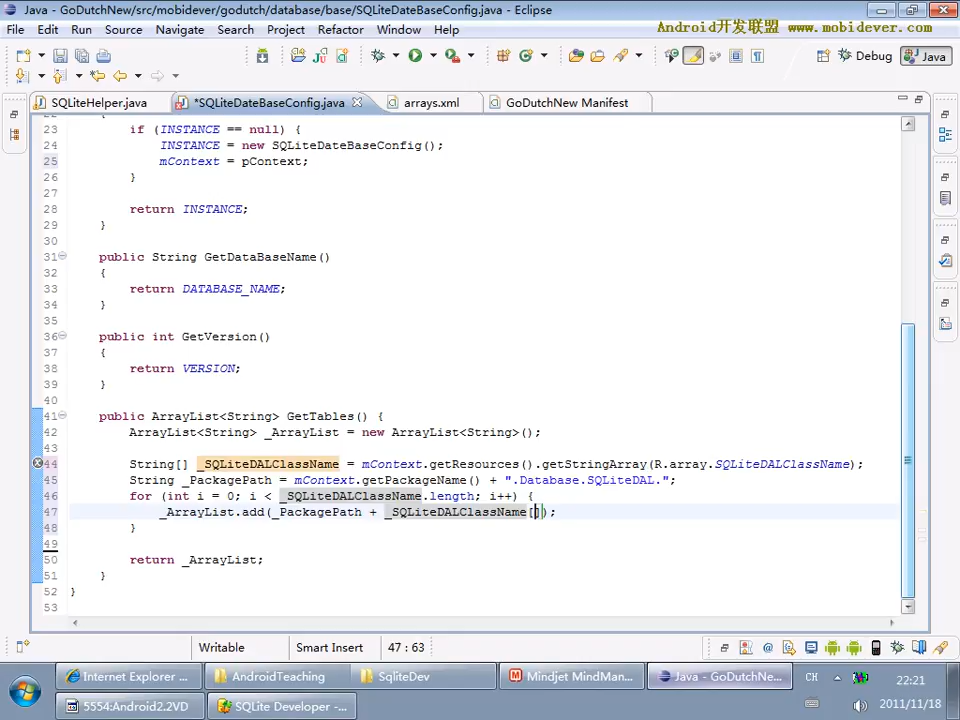 Java - GoDutchNew/src/mobidever/godutch/database/base/SQLiteDateBaseConfig.java - Eclipse
File Edit Run Source Navigate Search Project Refactor Window Help
Android开发联盟 www.mobidever.com
Debug Java
SQLiteHelper.java *SQLiteDateBaseConfig.java arrays.xml GoDutchNew Manifest
22 {
23 if (INSTANCE == null) {
24 INSTANCE = new SQLiteDateBaseConfig();
25 mContext = pContext;
26 }
27
28 return INSTANCE;
29 }
30
31 public String GetDataBaseName()
32 {
33 return DATABASE_NAME;
34 }
35
36 public int GetVersion()
37 {
38 return VERSION;
39 }
40
41 public ArrayList<String> GetTables() {
42 ArrayList<String> _ArrayList = new ArrayList<String>();
43
44 String[] _SQLiteDALClassName = mContext.getResources().getStringArray(R.array.SQLiteDALClassName);
45 String _PackagePath = mContext.getPackageName() + ".Database.SQLiteDAL.";
46 for (int i = 0; i < _SQLiteDALClassName.length; i++) {
47 _ArrayList.add(_PackagePath + _SQLiteDALClassName[]);
48 }
49
50 return _ArrayList;
51 }
52 }
53
Writable Smart Insert 47 : 63
Internet Explorer ... AndroidTeaching SqliteDev Mindjet MindMan... Java - GoDutchNe... CH 22:21
5554:Android2.2VD SQLite Developer - ... 2011/11/18